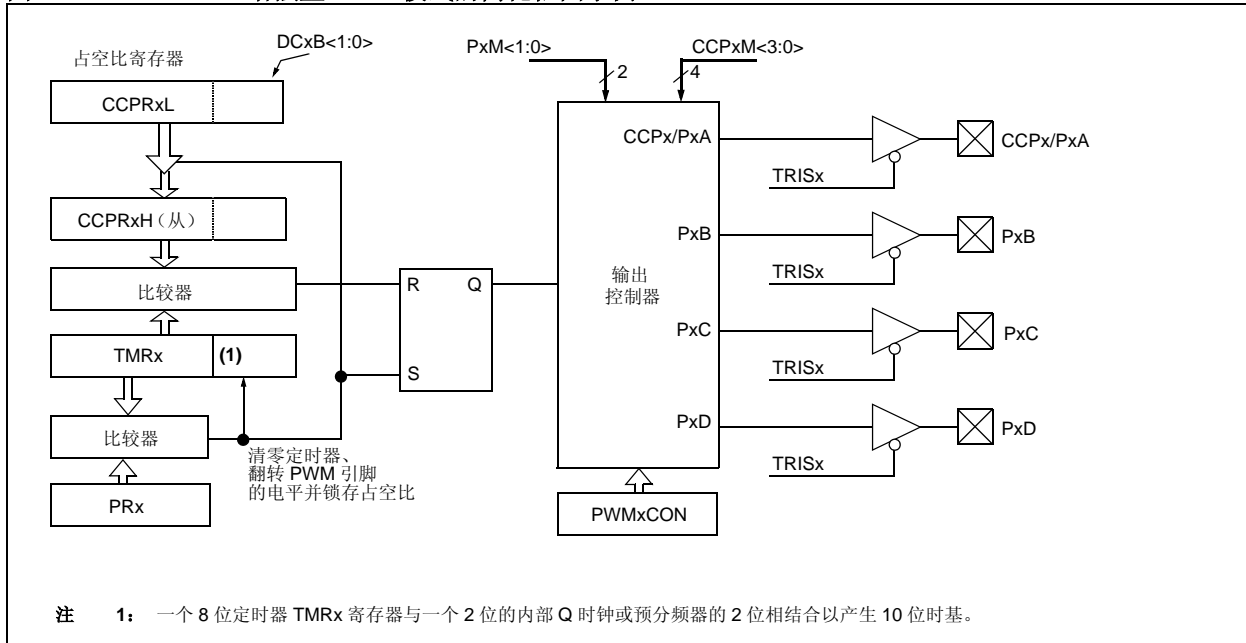 占空比寄存器
DCxB<1:0>
CCPRxL
CCPRxH（从）
比较器
TMRx
(1)
比较器
PRx
清零定时器、
翻转 PWM 引脚
的电平并锁存占空比
R
Q
S
PxM<1:0>
2
CCPxM<3:0>
4
输出
控制器
CCPx/PxA
PxB
PxC
PxD
PWMxCON
TRISx
CCPx/PxA
TRISx
PxB
TRISx
PxC
TRISx
PxD
注 1： 一个 8 位定时器 TMRx 寄存器与一个 2 位的内部 Q 时钟或预分频器的 2 位相结合以产生 10 位时基。